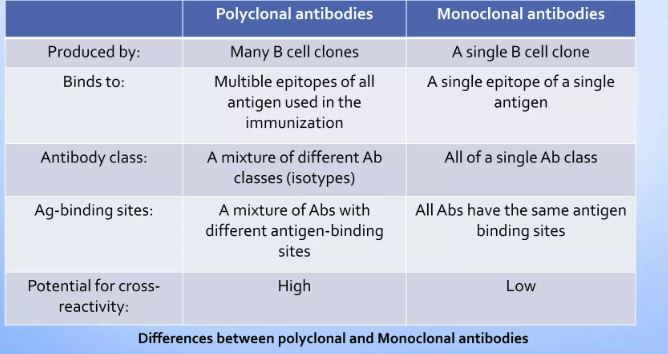 Polyclonal antibodies Monoclonal antibodies
Produced by: Many B cell clones A single B cell clone
Binds to: Multible epitopes of all A single epitope of a single
antigen used in the antigen
immunization
Antibody class: A mixture of different Ab All of a single Ab class
classes (isotypes)
Ag-binding sites: A mixture of Abs with All Abs have the same antigen
different antigen-binding binding sites
sites
Potential for cross- High Low
reactivity:
Differences between polyclonal and Monoclonal antibodies